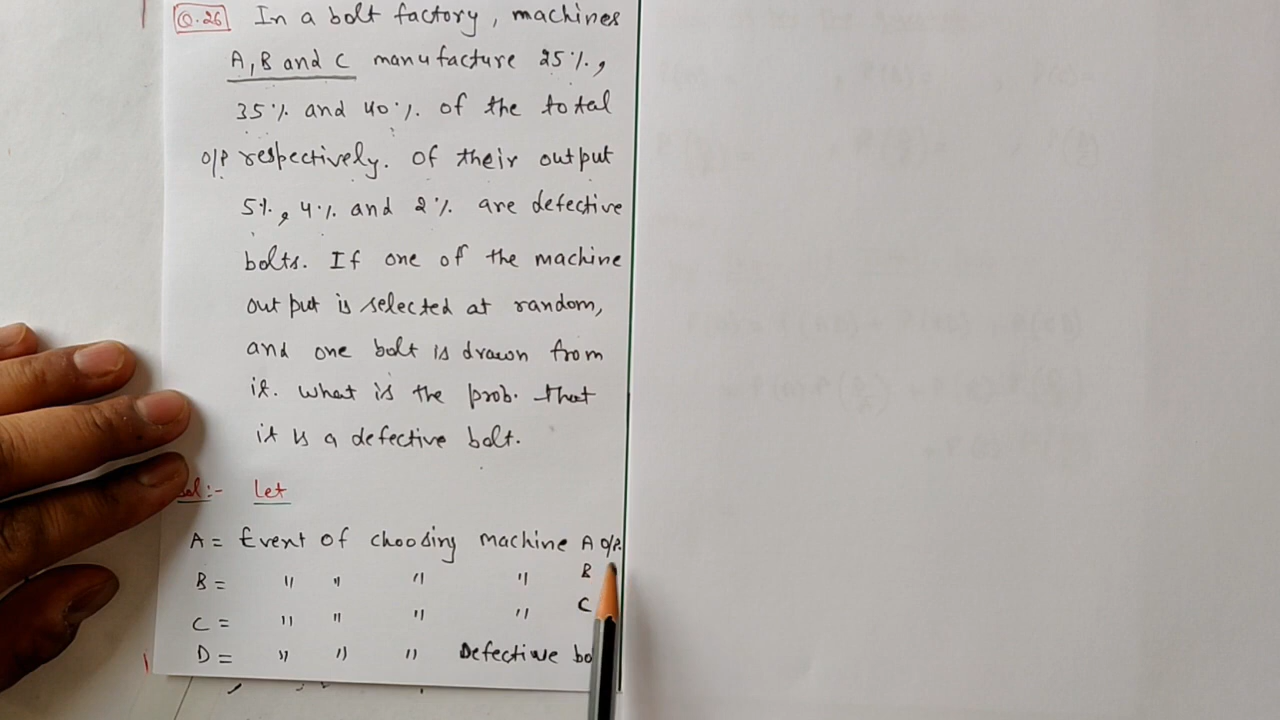 Q.26 In a bolt factory, machines
A, B and C manufacture 25%,
35% and 40% of the total
O/P respectively. Of their output
5%, 4% and 2% are defective
bolts. If one of the machine
output is selected at random,
and one bolt is drawn from
it. What is the prob. that
it is a defective bolt.
Sol:- Let
A = Event of choosing machine A O/P.
B = " " " " B
C = " " " " C
D = " " " Defective bo